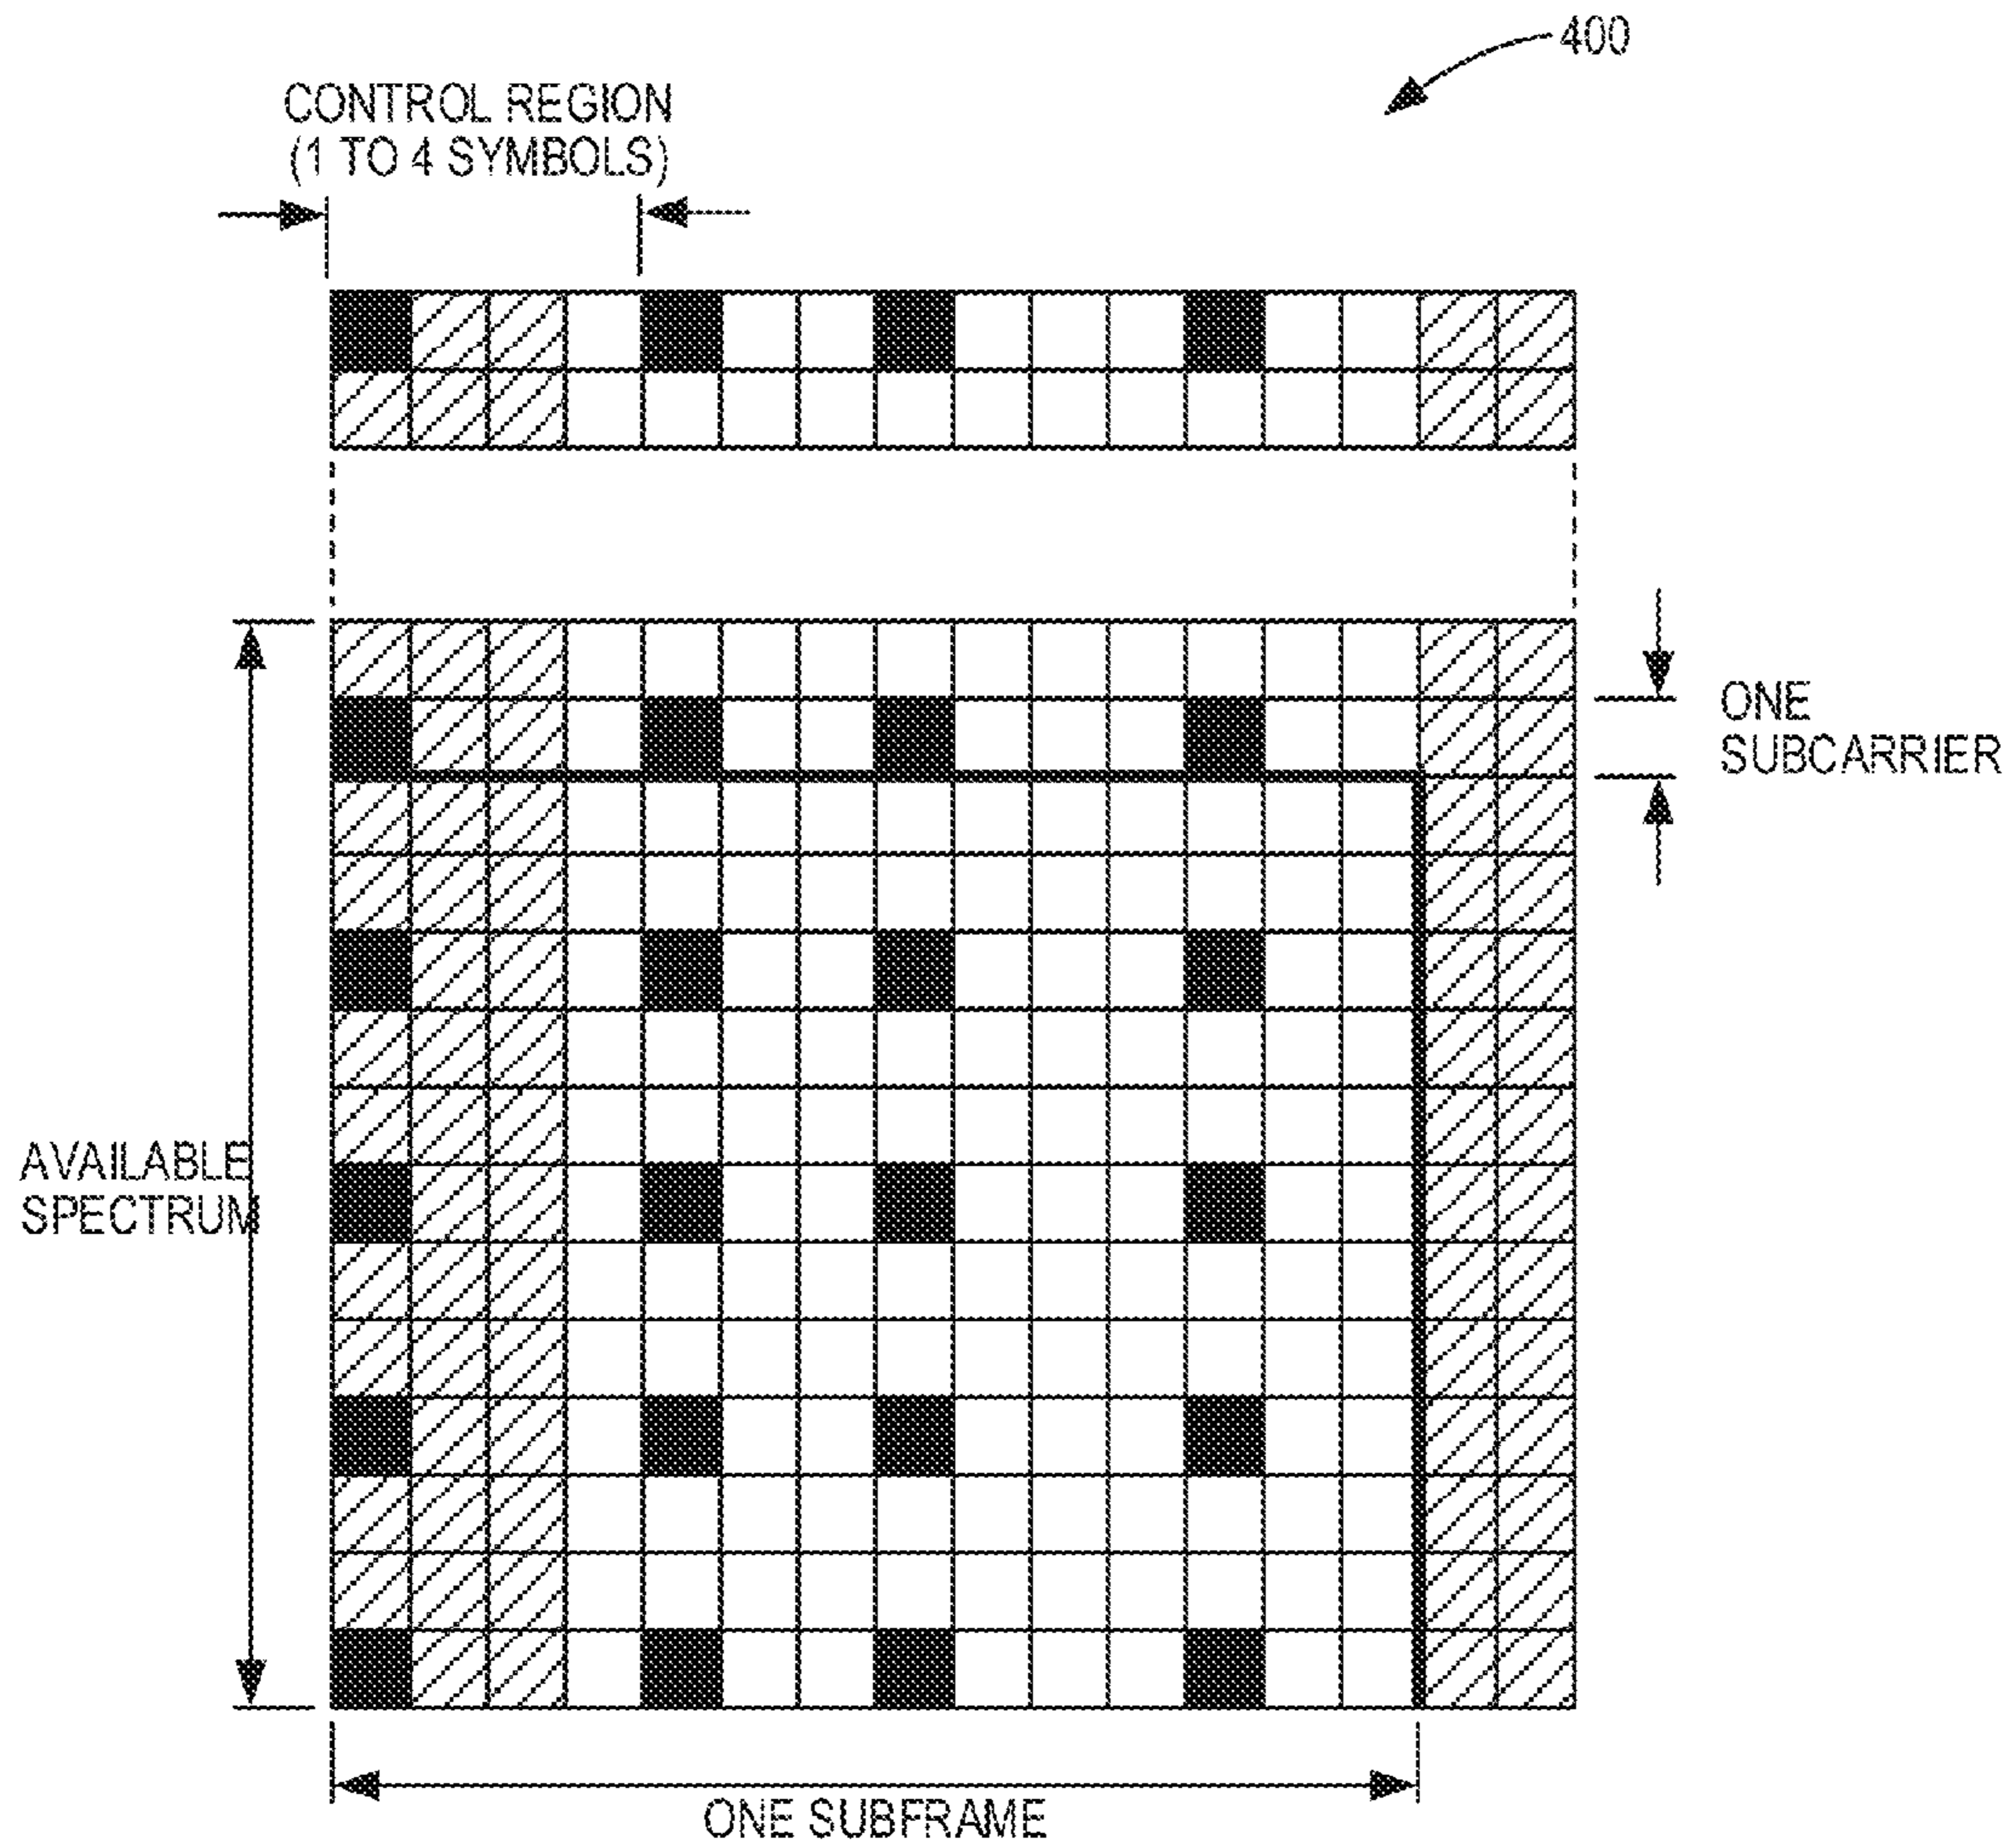 400
CONTROL REGION
(1 TO 4 SYMBOLS)
ONE
SUBCARRIER
AVAILABLE
SPECTRUM
ONE SUBFRAME